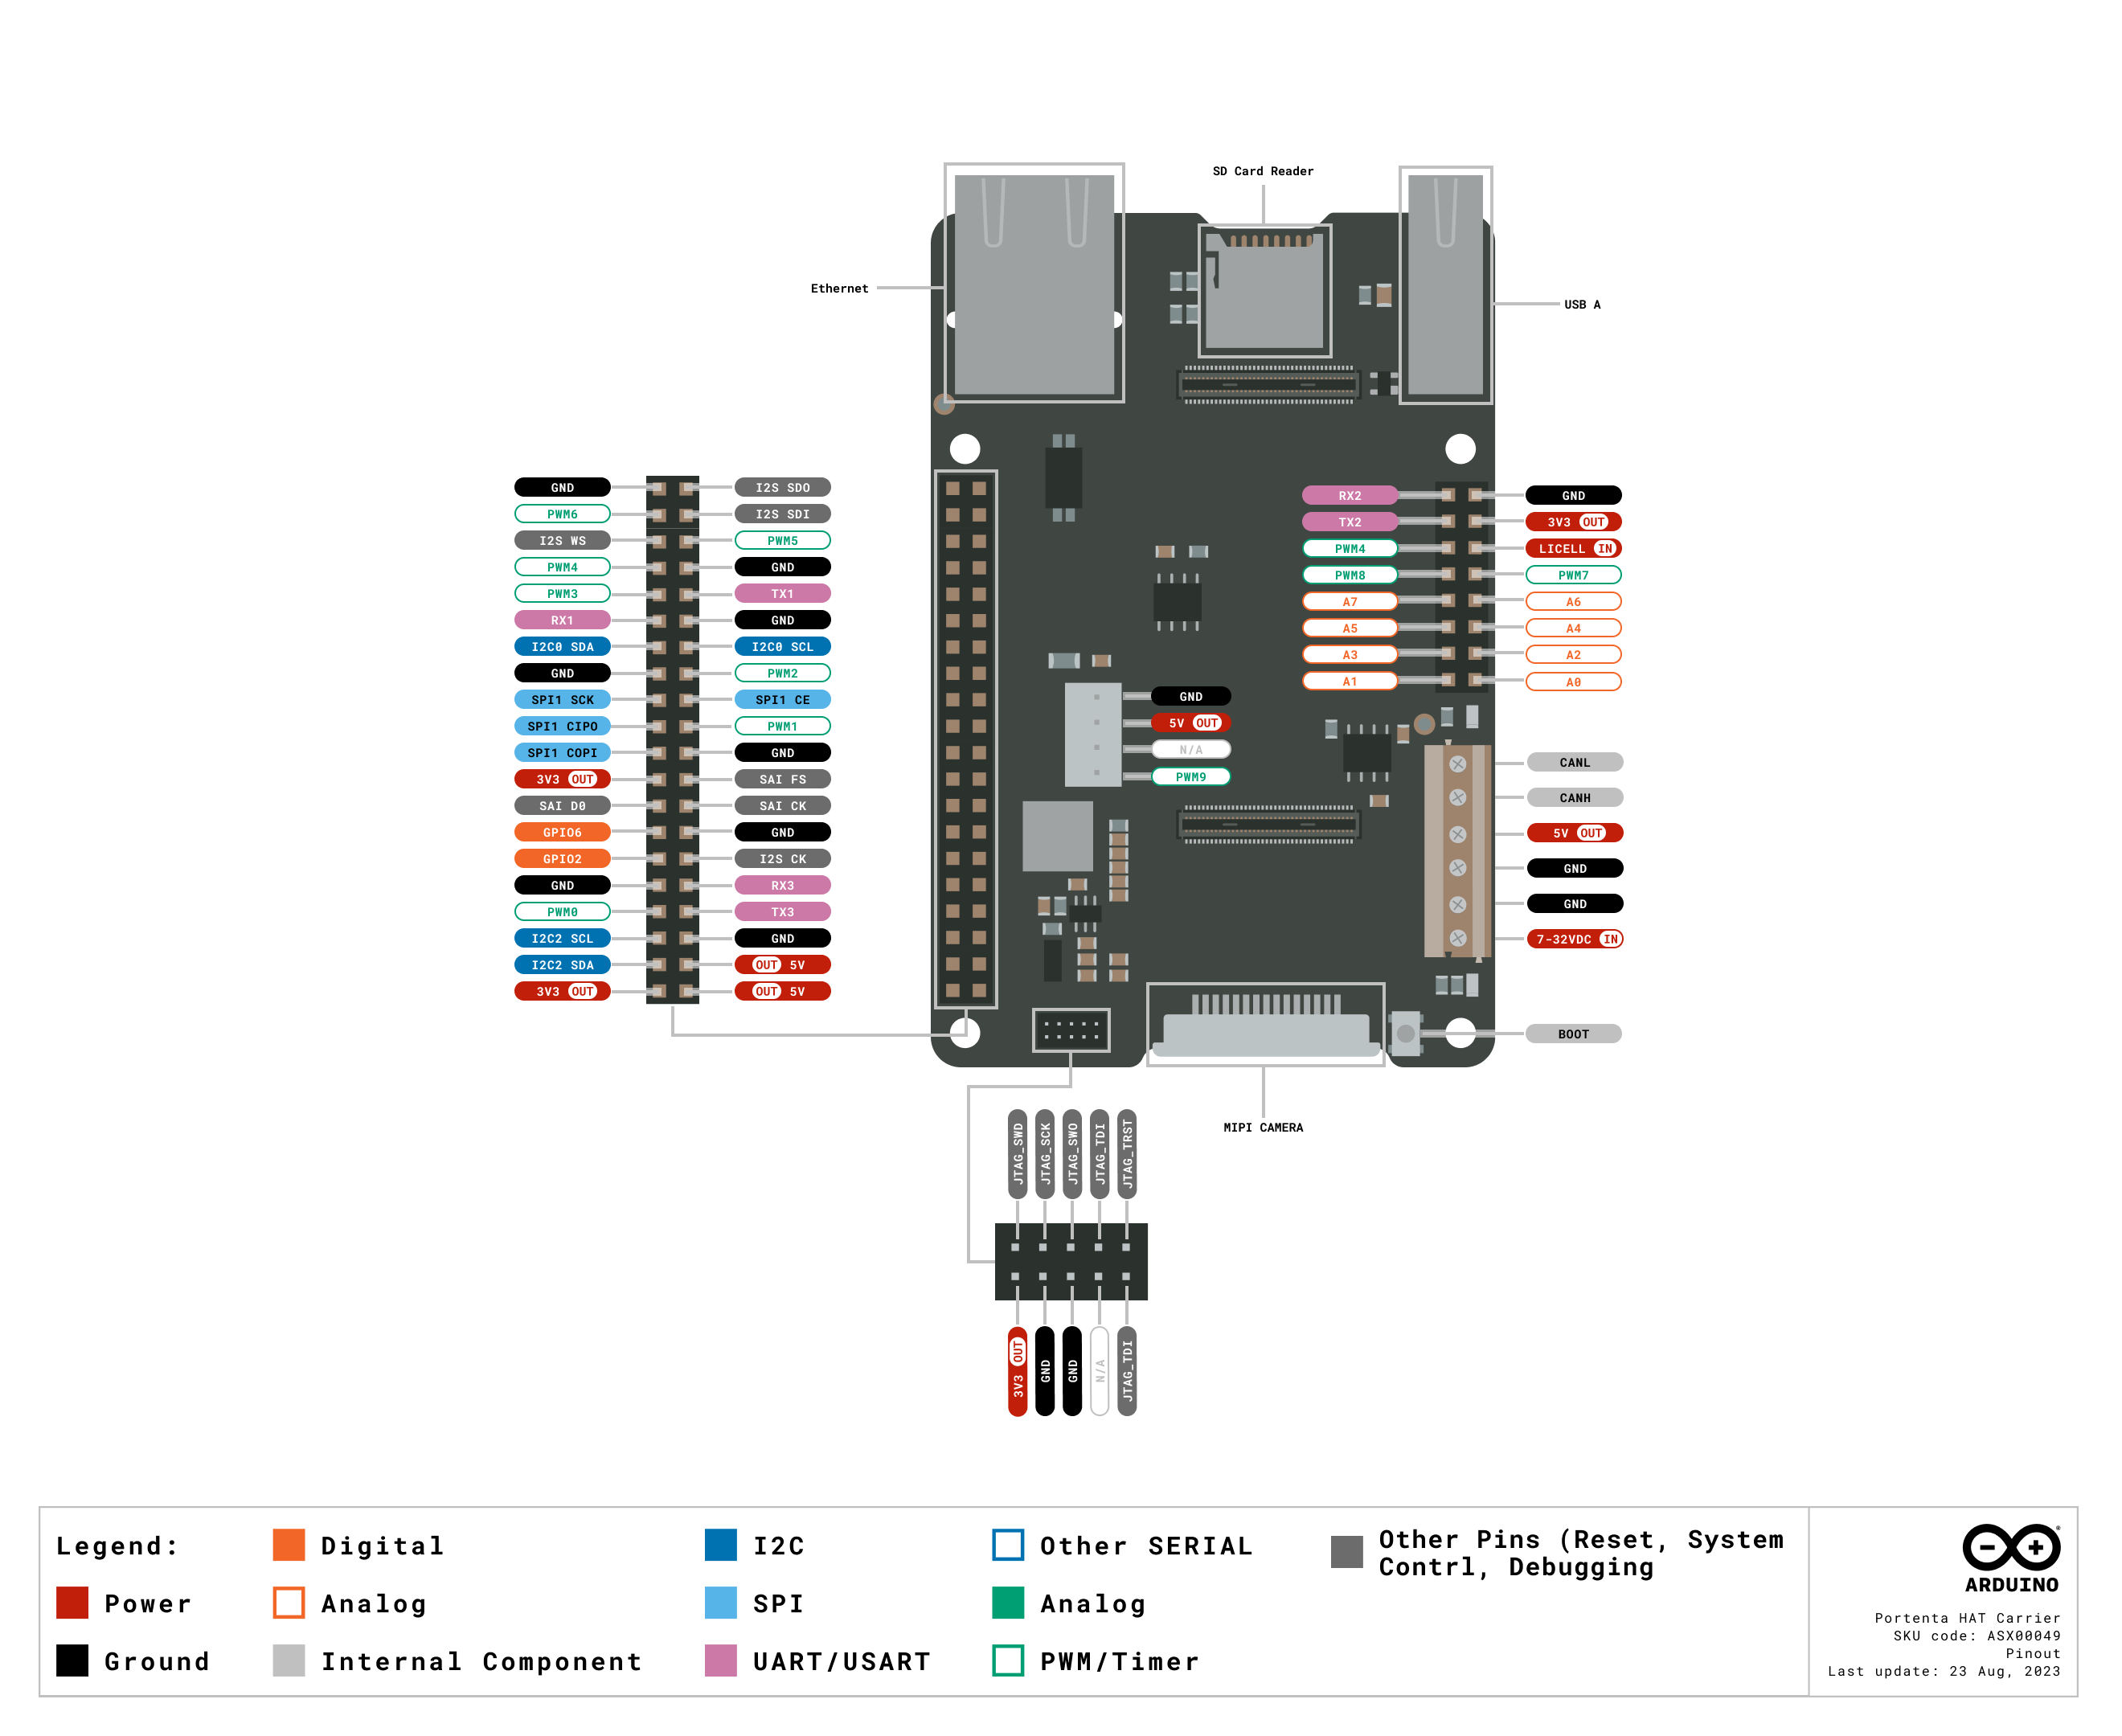 SD Card Reader
Ethernet
USB A
GND I2S SDO
PWM6 I2S SDI
I2S WS PWM5
PWM4 GND
PWM3 TX1
RX1 GND
I2C0 SDA I2C0 SCL
GND PWM2
SPI1 SCK SPI1 CE
SPI1 CIPO PWM1
SPI1 COPI GND
3V3 OUT SAI FS
SAI D0 SAI CK
GPIO6 GND
GPIO2 I2S CK
GND RX3
PWM0 TX3
I2C2 SCL GND
I2C2 SDA OUT 5V
3V3 OUT OUT 5V
RX2 GND
TX2 3V3 OUT
PWM4 LICELL IN
PWM8 PWM7
A7 A6
A5 A4
A3 A2
A1 A0
GND
5V OUT
N/A
PWM9
CANL
CANH
5V OUT
GND
GND
7-32VDC IN
BOOT
MIPI CAMERA
JTAG_SWD
JTAG_SCK
JTAG_SWO
JTAG_TDI
JTAG_TRST
3V3 OUT
GND
GND
N/A
JTAG_TDI
Legend:
Power
Ground
Digital
Analog
Internal Component
I2C
SPI
UART/USART
Other SERIAL
Analog
PWM/Timer
Other Pins (Reset, System
Contrl, Debugging
ARDUINO
Portenta HAT Carrier
SKU code: ASX00049
Pinout
Last update: 23 Aug, 2023